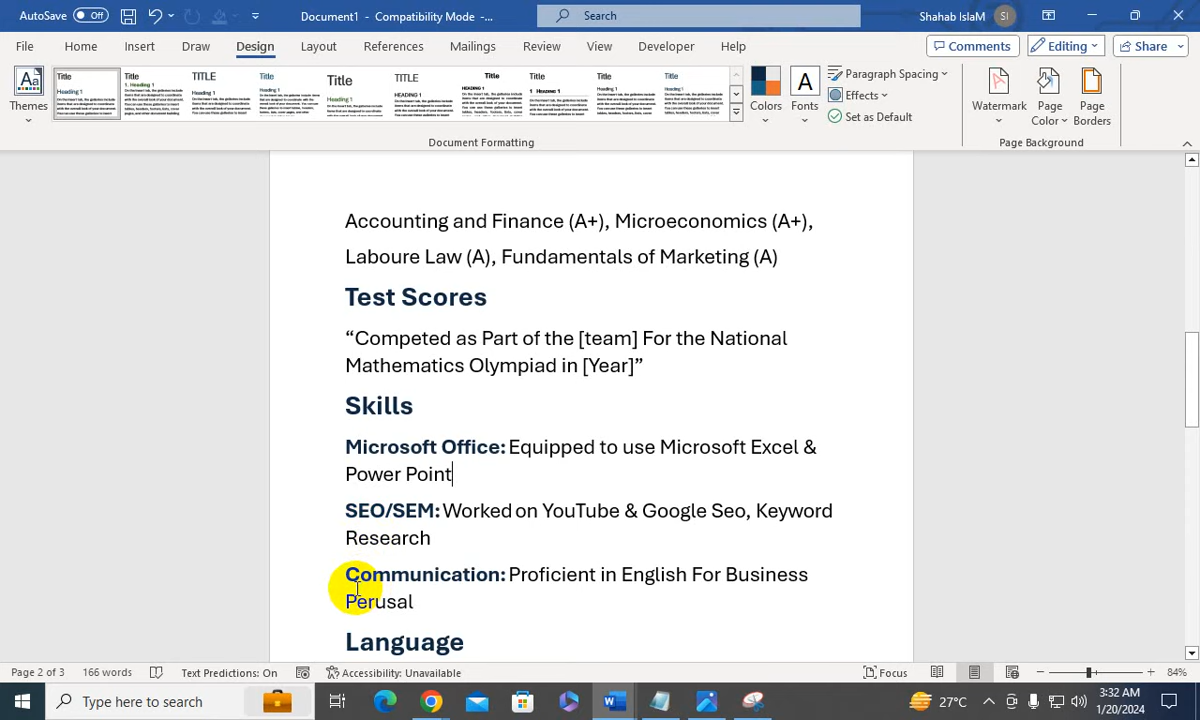 AutoSave Off Document1 - Compatibility Mode -... Search Shahab IslaM SI
File Home Insert Draw Design Layout References Mailings Review View Developer Help Comments Editing Share
Themes Colors Fonts Paragraph Spacing Effects Set as Default Watermark Page Color Page Borders
Document Formatting Page Background
Accounting and Finance (A+), Microeconomics (A+),
Laboure Law (A), Fundamentals of Marketing (A)
Test Scores
“Competed as Part of the [team] For the National
Mathematics Olympiad in [Year]”
Skills
Microsoft Office: Equipped to use Microsoft Excel &
Power Point
SEO/SEM: Worked on YouTube & Google Seo, Keyword
Research
Communication: Proficient in English For Business
Perusal
Language
Page 2 of 3 166 words Text Predictions: On Accessibility: Unavailable Focus 84%
Type here to search 27°C 3:32 AM
1/20/2024